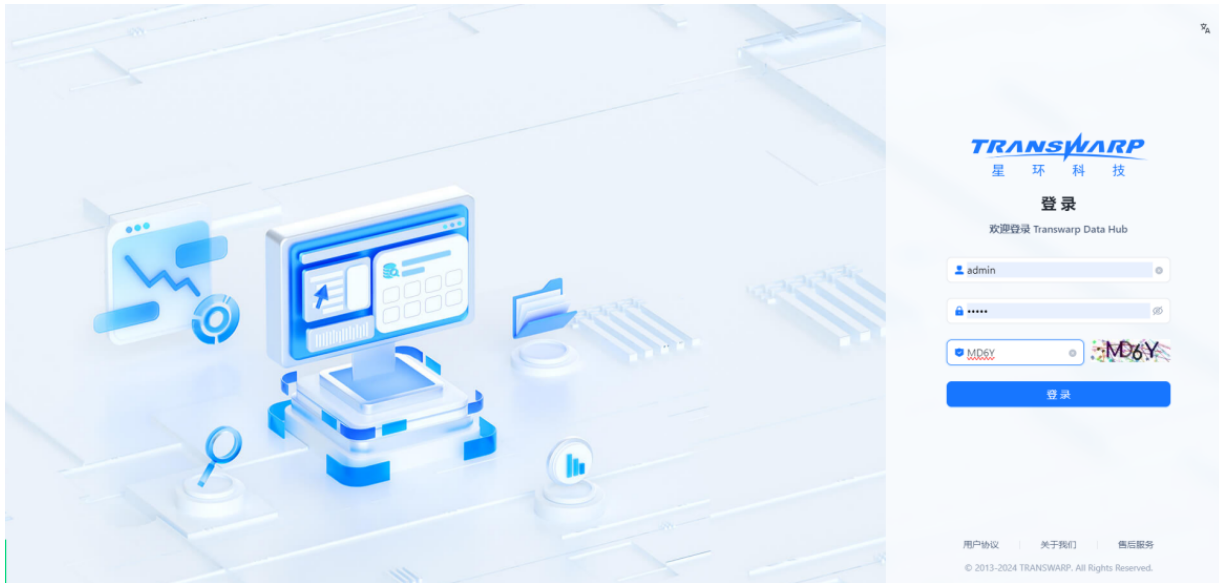 TRANSWARP
星环科技
登录
欢迎登录 Transwarp Data Hub
admin
•••••
MD6Y MD6Y
登录
用户协议 关于我们 售后服务
© 2013-2024 TRANSWARP. All Rights Reserved.